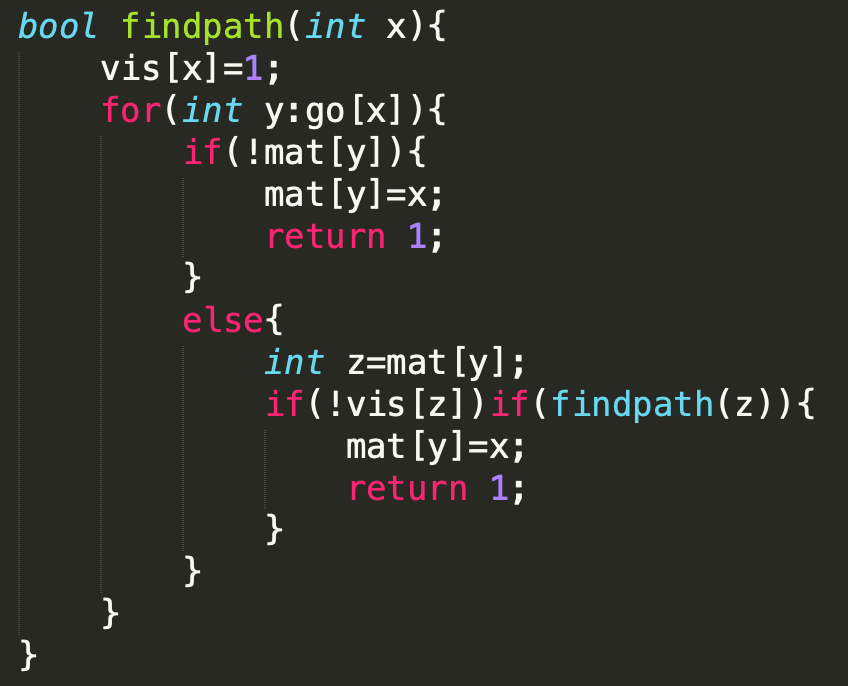 bool findpath(int x){
    vis[x]=1;
    for(int y:go[x]){
        if(!mat[y]){
            mat[y]=x;
            return 1;
        }
        else{
            int z=mat[y];
            if(!vis[z])if(findpath(z)){
                mat[y]=x;
                return 1;
            }
        }
    }
}